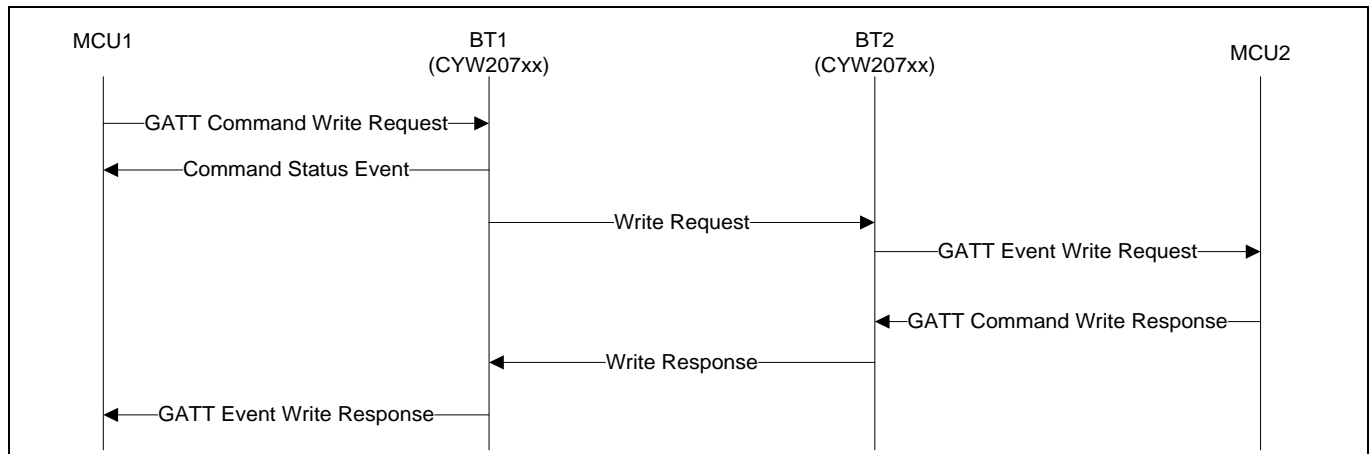 MCU1
BT1
(CYW207xx)
BT2
(CYW207xx)
MCU2
GATT Command Write Request
Command Status Event
Write Request
GATT Event Write Request
GATT Command Write Response
Write Response
GATT Event Write Response